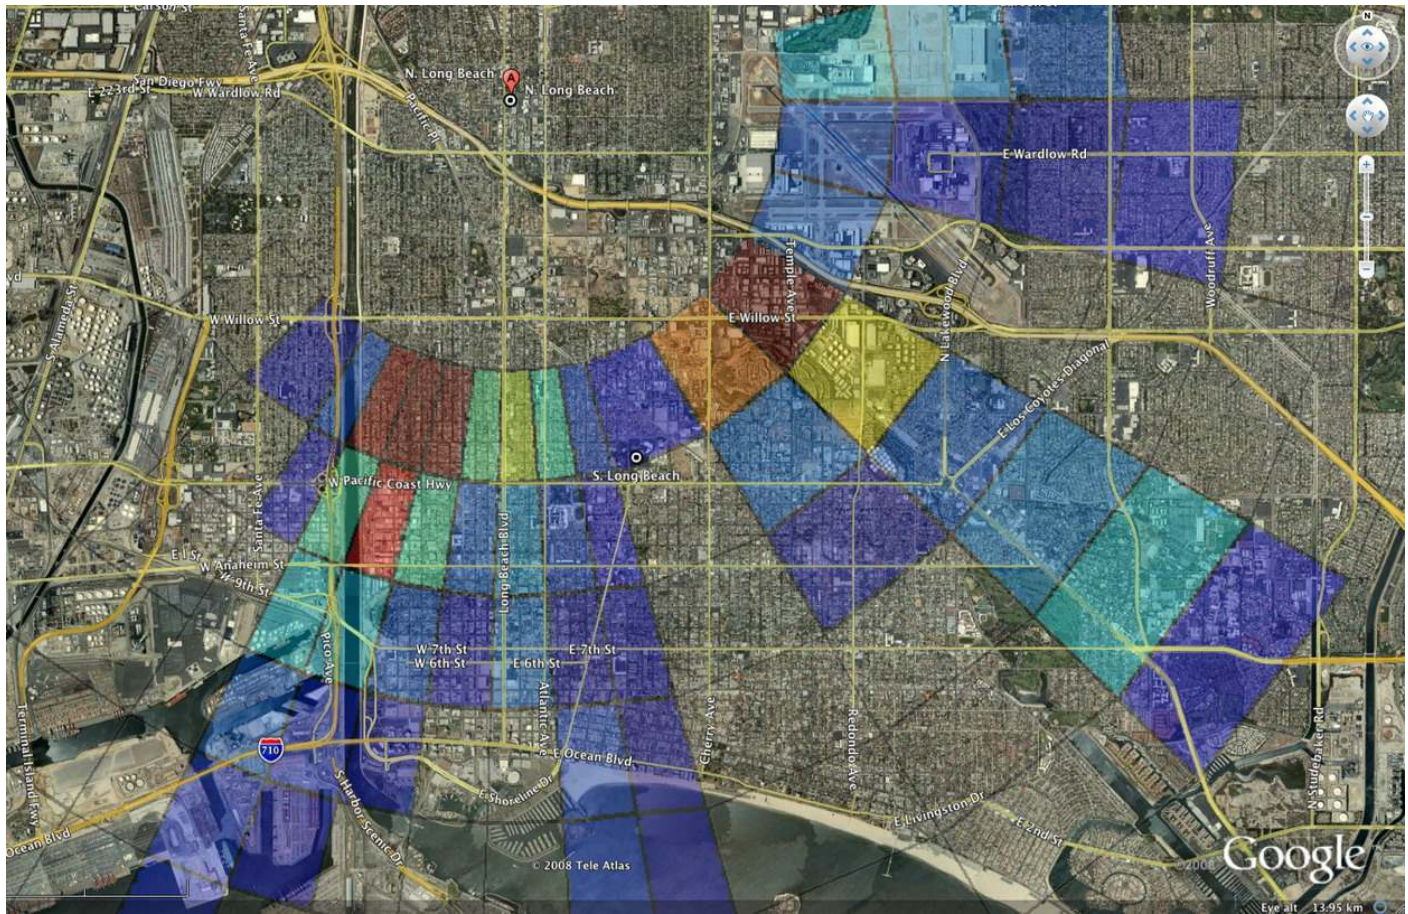 E Carson St
Santa Fe Ave
N
San Diego Fwy
E 223rd St
W Wardlow Rd
N. Long Beach
A
N. Long Beach
Pacific Pl
E Wardlow Rd
Woodruff Ave
Temple Ave
N Lakewood Blvd
S Alameda St
vd
W Willow St
E Willow St
E Los Coyotes Diagonal
S. Long Beach
W Pacific Coast Hwy
Santa Fe Ave
Long Beach Blvd
E I St
W Anaheim St
W 9th St
W 7th St
E 7th St
W 6th St
E 6th St
Pico Ave
Atlantic Ave
Cherry Ave
Redondo Ave
Terminal Island Fwy
710
E Ocean Blvd
N Studebaker Rd
S Harbor Scenic Dr
E Shoreline Dr
E Livingston Dr
E 2nd St
Ocean Blvd
© 2008 Tele Atlas
©2008
Google
Eye alt 13.95 km